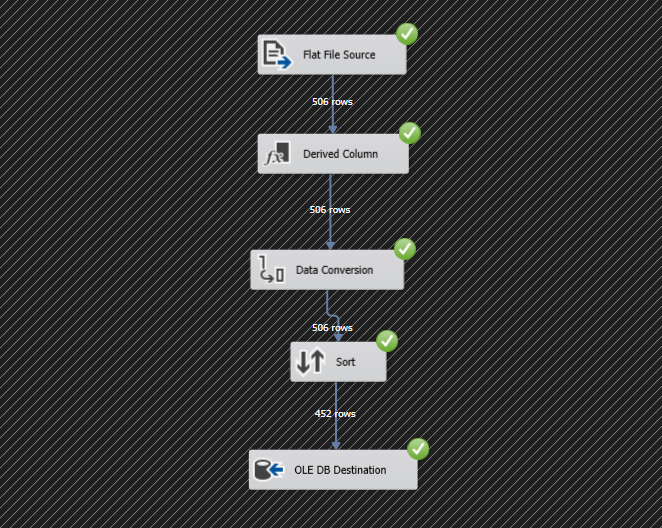 Flat File Source
506 rows
fx
Derived Column
506 rows
Data Conversion
506 rows
Sort
452 rows
OLE DB Destination